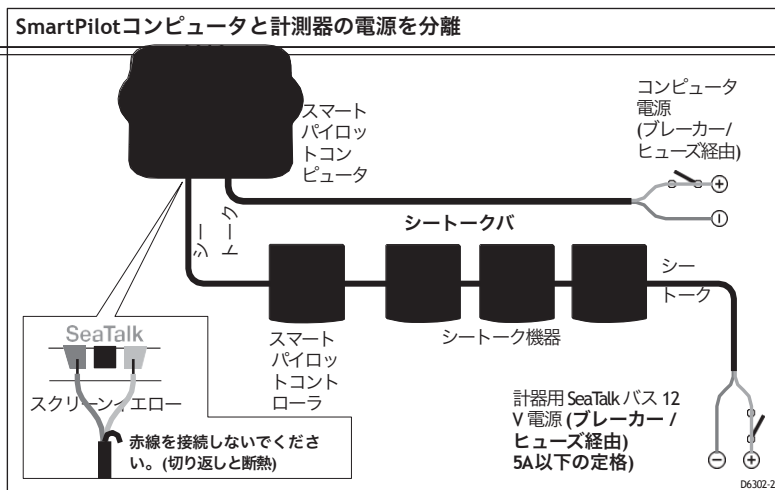 SmartPilotコンピュータと計測器の電源を分離
スマート
パイロッ
トコン
ピュータ
コンピュータ
電源
(ブレーカー/
ヒューズ経由)
シー
トーク
シートークバ
シー
トーク
スマート
パイロッ
トコント
ローラ
シートーク機器
SeaTalk
スクリーンイエロー
赤線を接続しないでくださ
い。(切り返しと断熱)
計器用 SeaTalk バス 12
V 電源 (ブレーカー /
ヒューズ経由)
5A以下の定格)
D6302-2